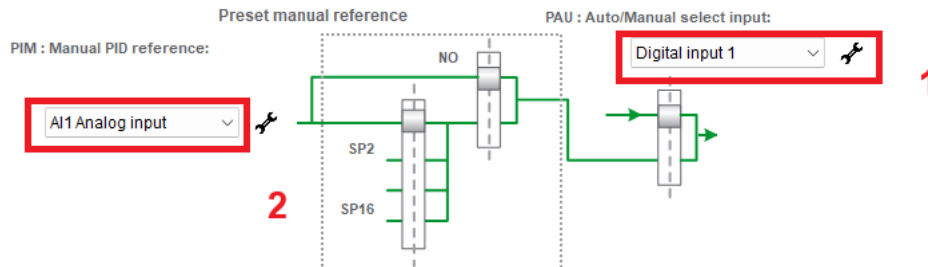 Preset manual reference
PAU : Auto/Manual select input:
PIM : Manual PID reference:
NO
Digital input 1
1
AI1 Analog input
SP2
2
SP16